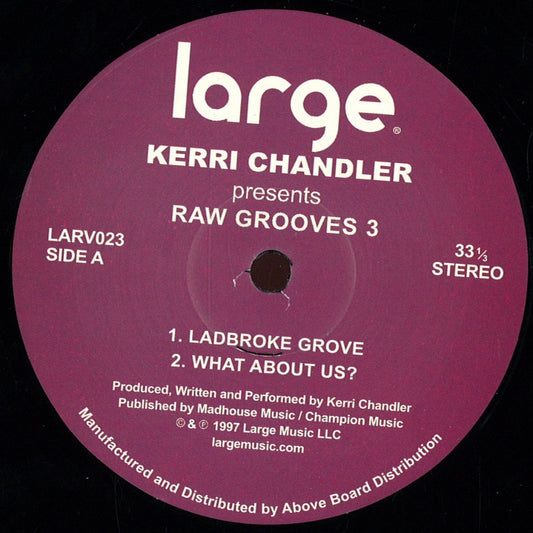 large®
KERRI CHANDLER
presents
RAW GROOVES 3
LARV023
SIDE A
33 ⅓
STEREO
1. LADBROKE GROVE
2. WHAT ABOUT US?
Produced, Written and Performed by Kerri Chandler
Published by Madhouse Music / Champion Music
© & ℗ 1997 Large Music LLC
largemusic.com
Manufactured and Distributed by Above Board Distribution